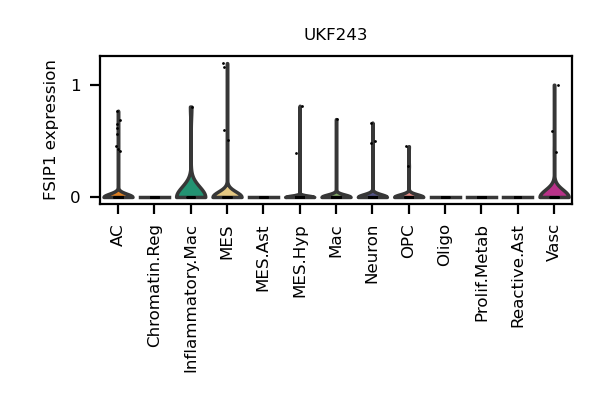 UKF243
FSIP1 expression
1
0
AC
Chromatin.Reg
Inflammatory.Mac
MES
MES.Ast
MES.Hyp
Mac
Neuron
OPC
Oligo
Prolif.Metab
Reactive.Ast
Vasc